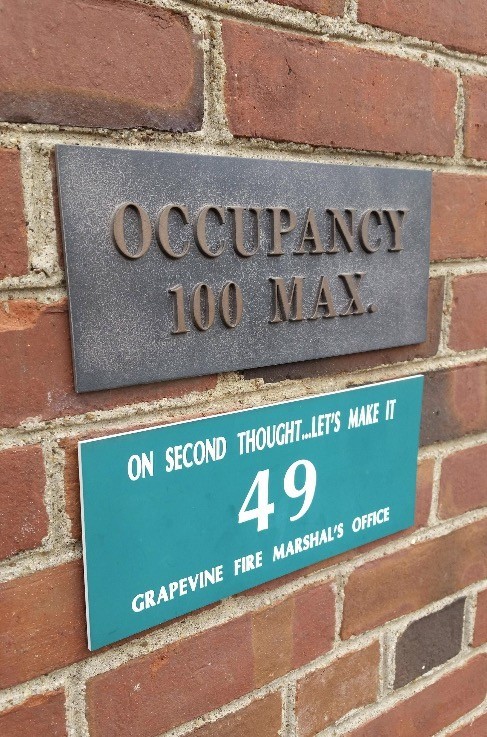 OCCUPANCY
100 MAX.
ON SECOND THOUGHT...LET'S MAKE IT
49
GRAPEVINE FIRE MARSHAL'S OFFICE